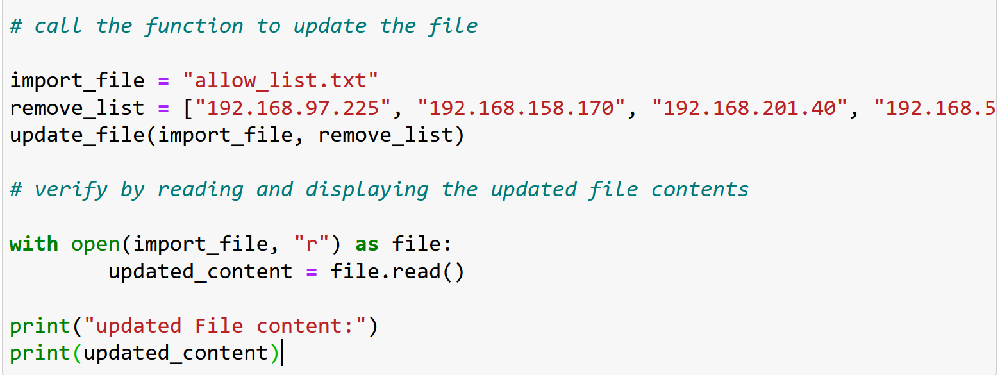 # call the function to update the file
import_file = "allow_list.txt"
remove_list = ["192.168.97.225", "192.168.158.170", "192.168.201.40", "192.168.5
update_file(import_file, remove_list)
# verify by reading and displaying the updated file contents
with open(import_file, "r") as file:
        updated_content = file.read()
print("updated File content:")
print(updated_content)